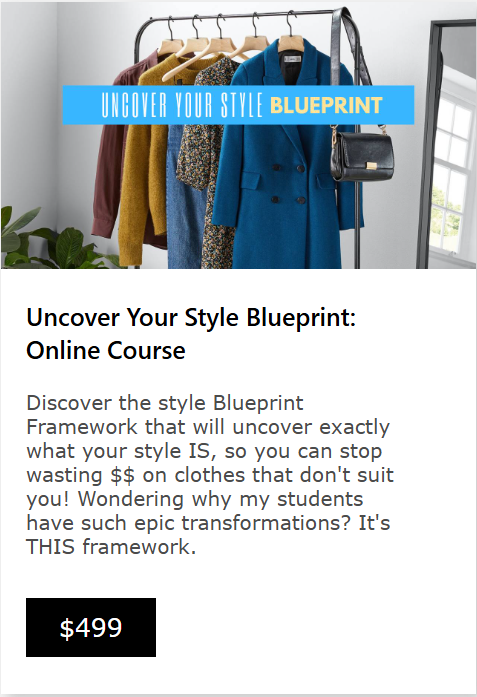 UNCOVER YOUR STYLE BLUEPRINT
Uncover Your Style Blueprint:
Online Course
Discover the style Blueprint
Framework that will uncover exactly
what your style IS, so you can stop
wasting $$ on clothes that don't suit
you! Wondering why my students
have such epic transformations? It's
THIS framework.
$499